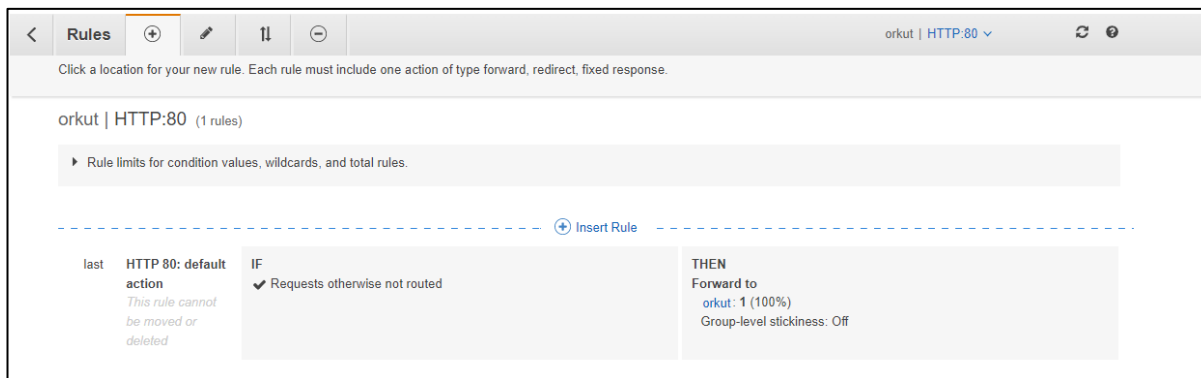 Rules
orkut | HTTP:80
Click a location for your new rule. Each rule must include one action of type forward, redirect, fixed response.
orkut | HTTP:80 (1 rules)
Rule limits for condition values, wildcards, and total rules.
Insert Rule
last
HTTP 80: default
action
This rule cannot
be moved or
deleted
IF
Requests otherwise not routed
THEN
Forward to
orkut: 1 (100%)
Group-level stickiness: Off